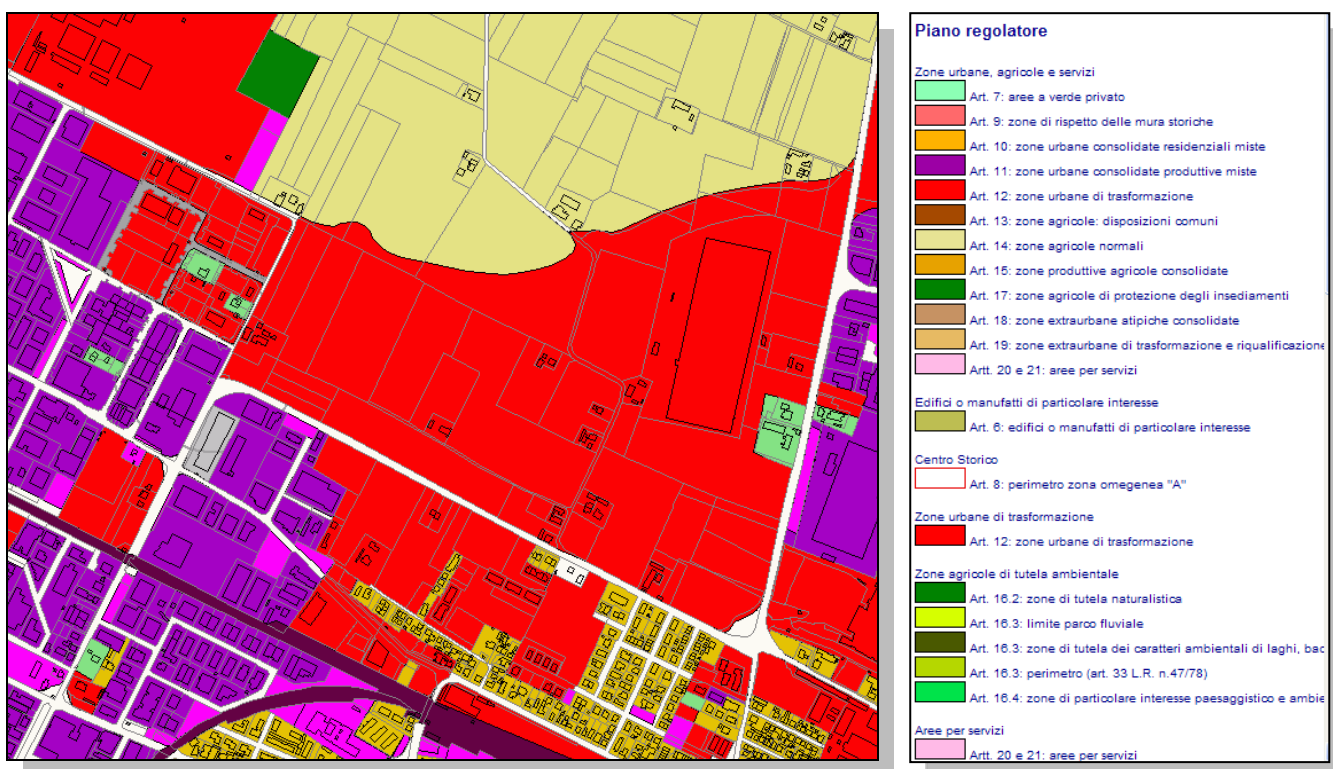 Piano regolatore
Zone urbane, agricole e servizi
Art. 7: aree a verde privato
Art. 9: zone di rispetto delle mura storiche
Art. 10: zone urbane consolidate residenziali miste
Art. 11: zone urbane consolidate produttive miste
Art. 12: zone urbane di trasformazione
Art. 13: zone agricole: disposizioni comuni
Art. 14: zone agricole normali
Art. 15: zone produttive agricole consolidate
Art. 17: zone agricole di protezione degli insediamenti
Art. 18: zone extraurbane atipiche consolidate
Art. 19: zone extraurbane di trasformazione e riqualificazione
Artt. 20 e 21: aree per servizi
Edifici o manufatti di particolare interesse
Art. 6: edifici o manufatti di particolare interesse
Centro Storico
Art. 8: perimetro zona omegenea "A"
Zone urbane di trasformazione
Art. 12: zone urbane di trasformazione
Zone agricole di tutela ambientale
Art. 16.2: zone di tutela naturalistica
Art. 16.3: limite parco fluviale
Art. 16.3: zone di tutela dei caratteri ambientali di laghi, bac
Art. 16.3: perimetro (art. 33 L.R. n.47/78)
Art. 16.4: zone di particolare interesse paesaggistico e ambie
Aree per servizi
Artt. 20 e 21: aree per servizi